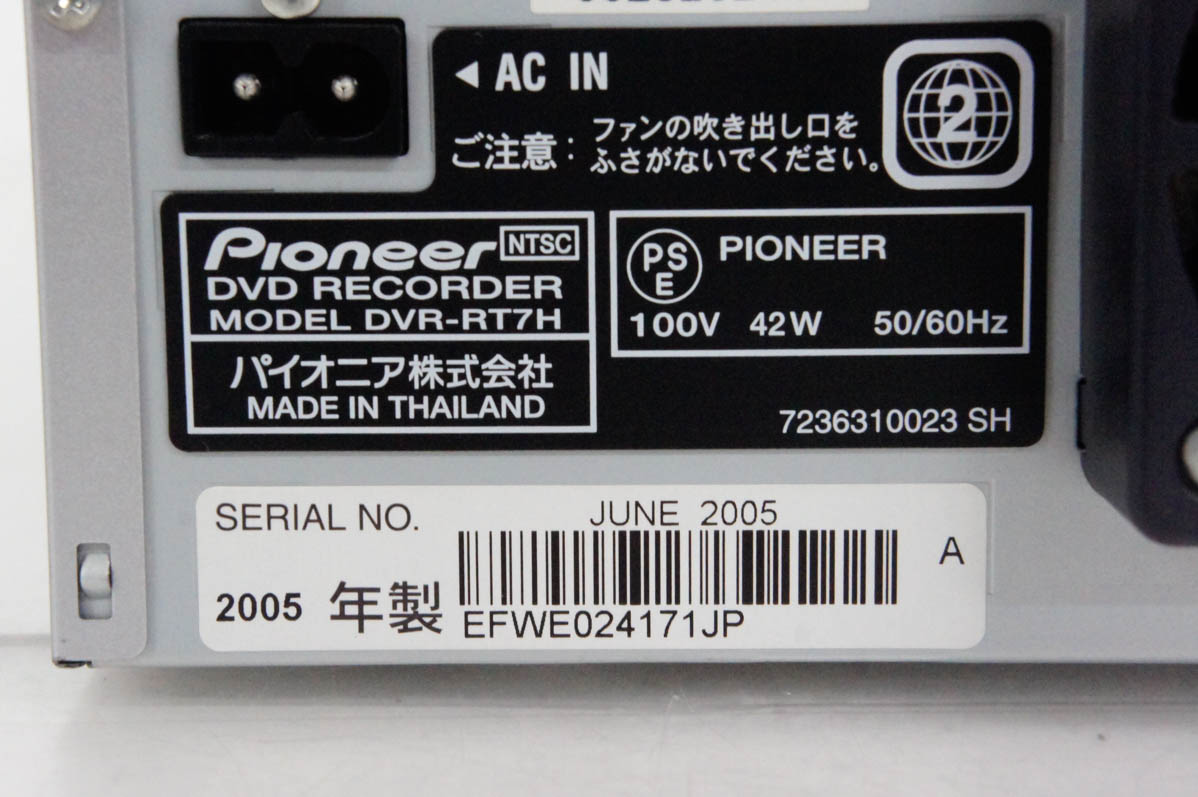 ◄ AC IN
ご注意: ファンの吹き出し口を
ふさがないでください。
2
Pioneer NTSC
DVD RECORDER
MODEL DVR-RT7H
パイオニア株式会社
MADE IN THAILAND
PSE PIONEER
100V 42W 50/60Hz
7236310023 SH
SERIAL NO. JUNE 2005
A
2005 年製
EFWE024171JP